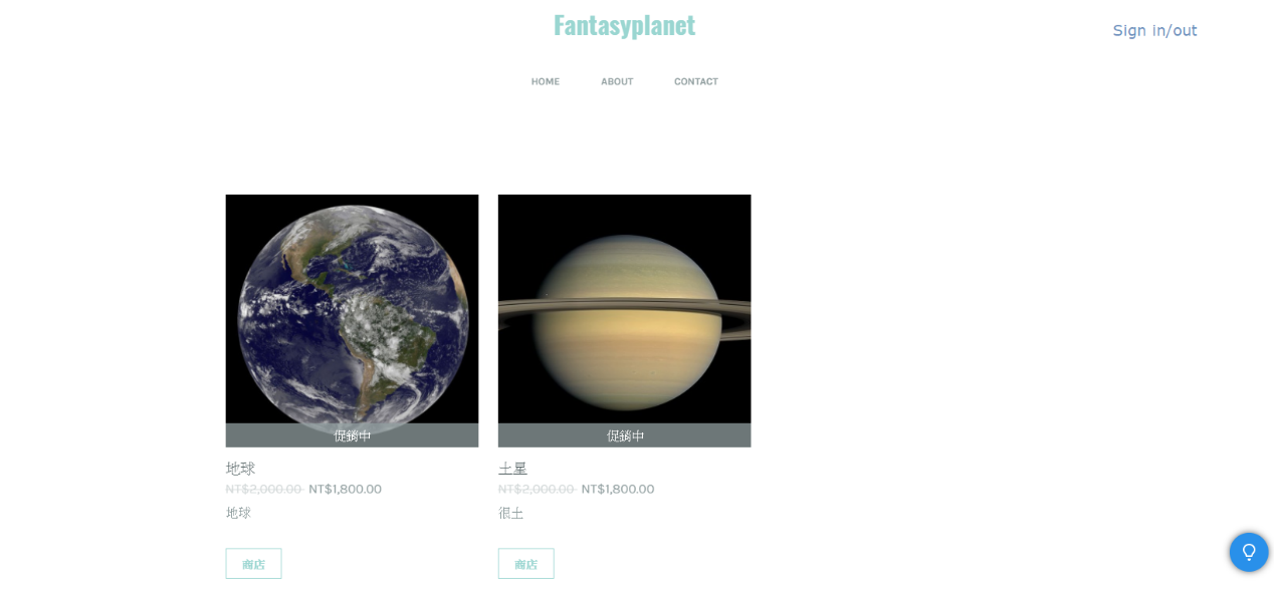 Fantasyplanet
Sign in/out
HOME ABOUT CONTACT
促銷中
促銷中
地球
NT$2,000.00 NT$1,800.00
地球
商店
土星
NT$2,000.00 NT$1,800.00
很土
商店